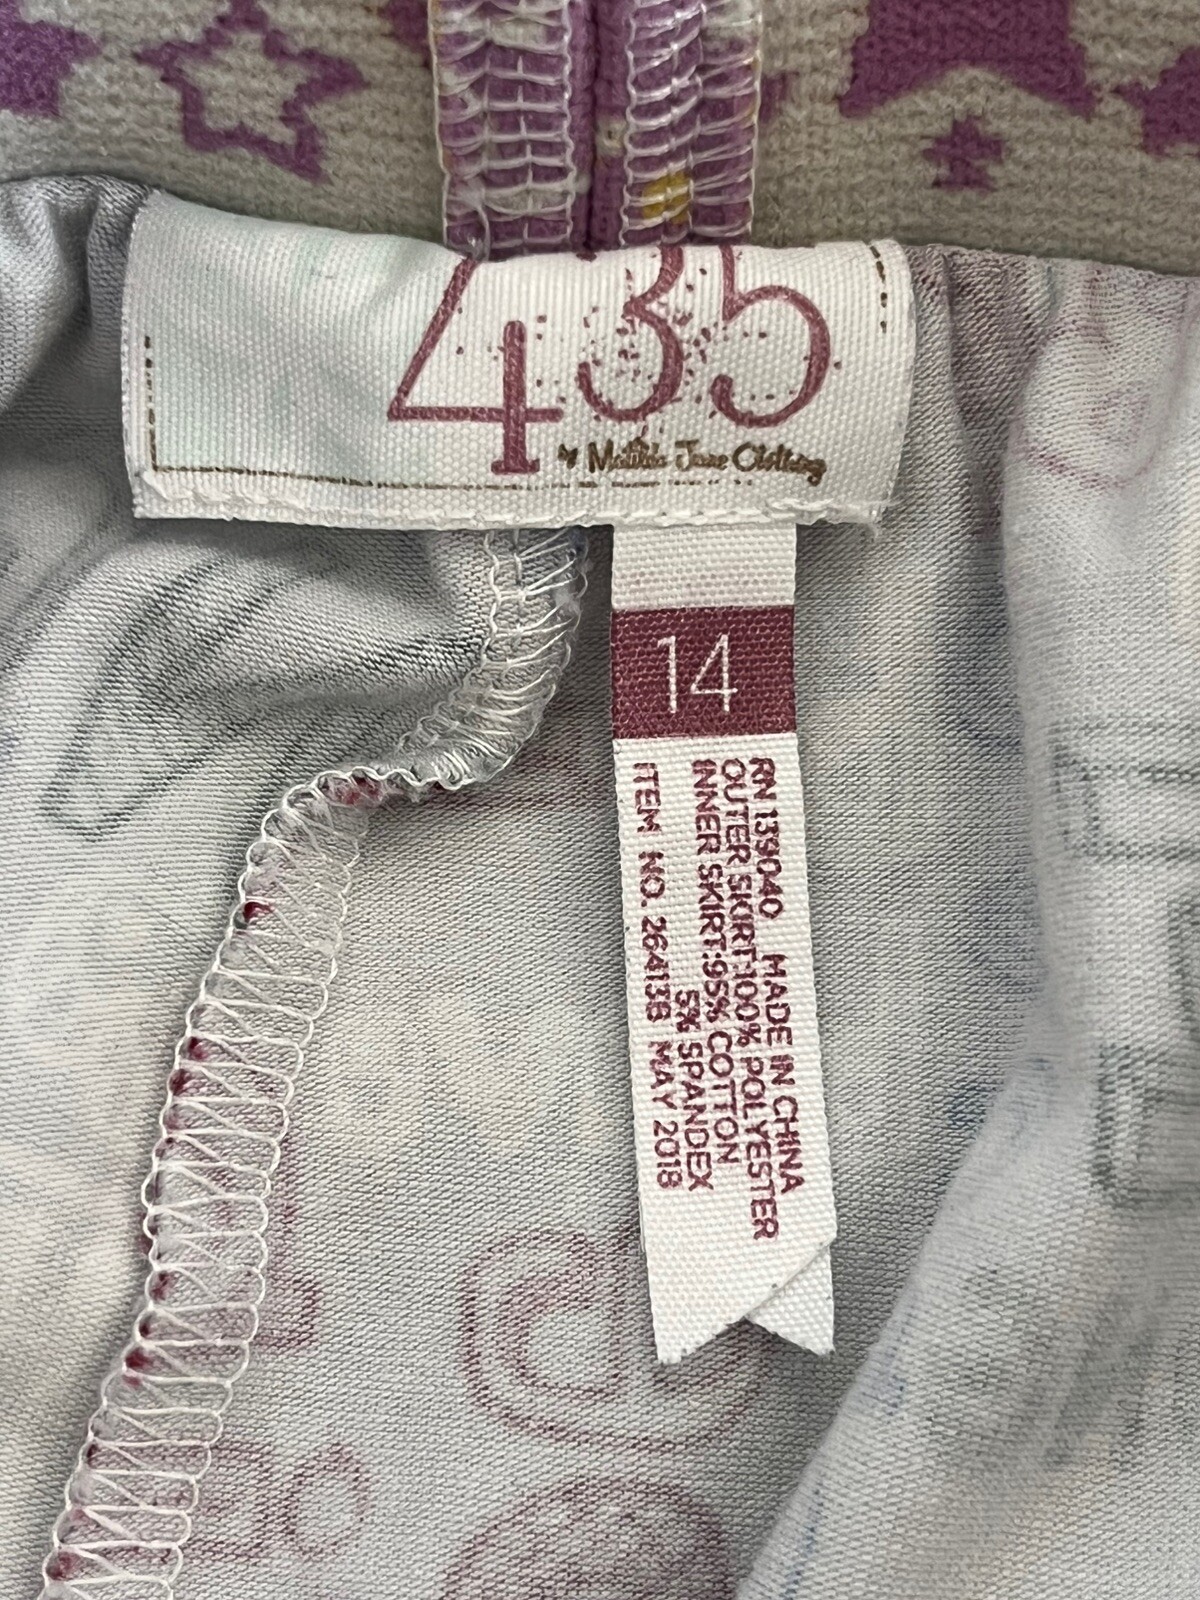 435
by Matilda Jane Clothing
14
RN 139040 MADE IN CHINA
OUTER SKIRT:100% POLYESTER
INNER SKIRT:95% COTTON
5% SPANDEX
ITEM NO. 264138 MAY 2018